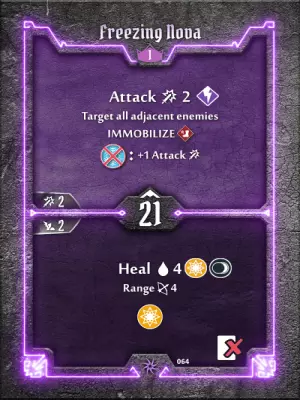 Freezing Nova
1
Attack 2
Target all adjacent enemies
IMMOBILIZE
: +1 Attack
2
21
2
Heal 4
Range 4
064